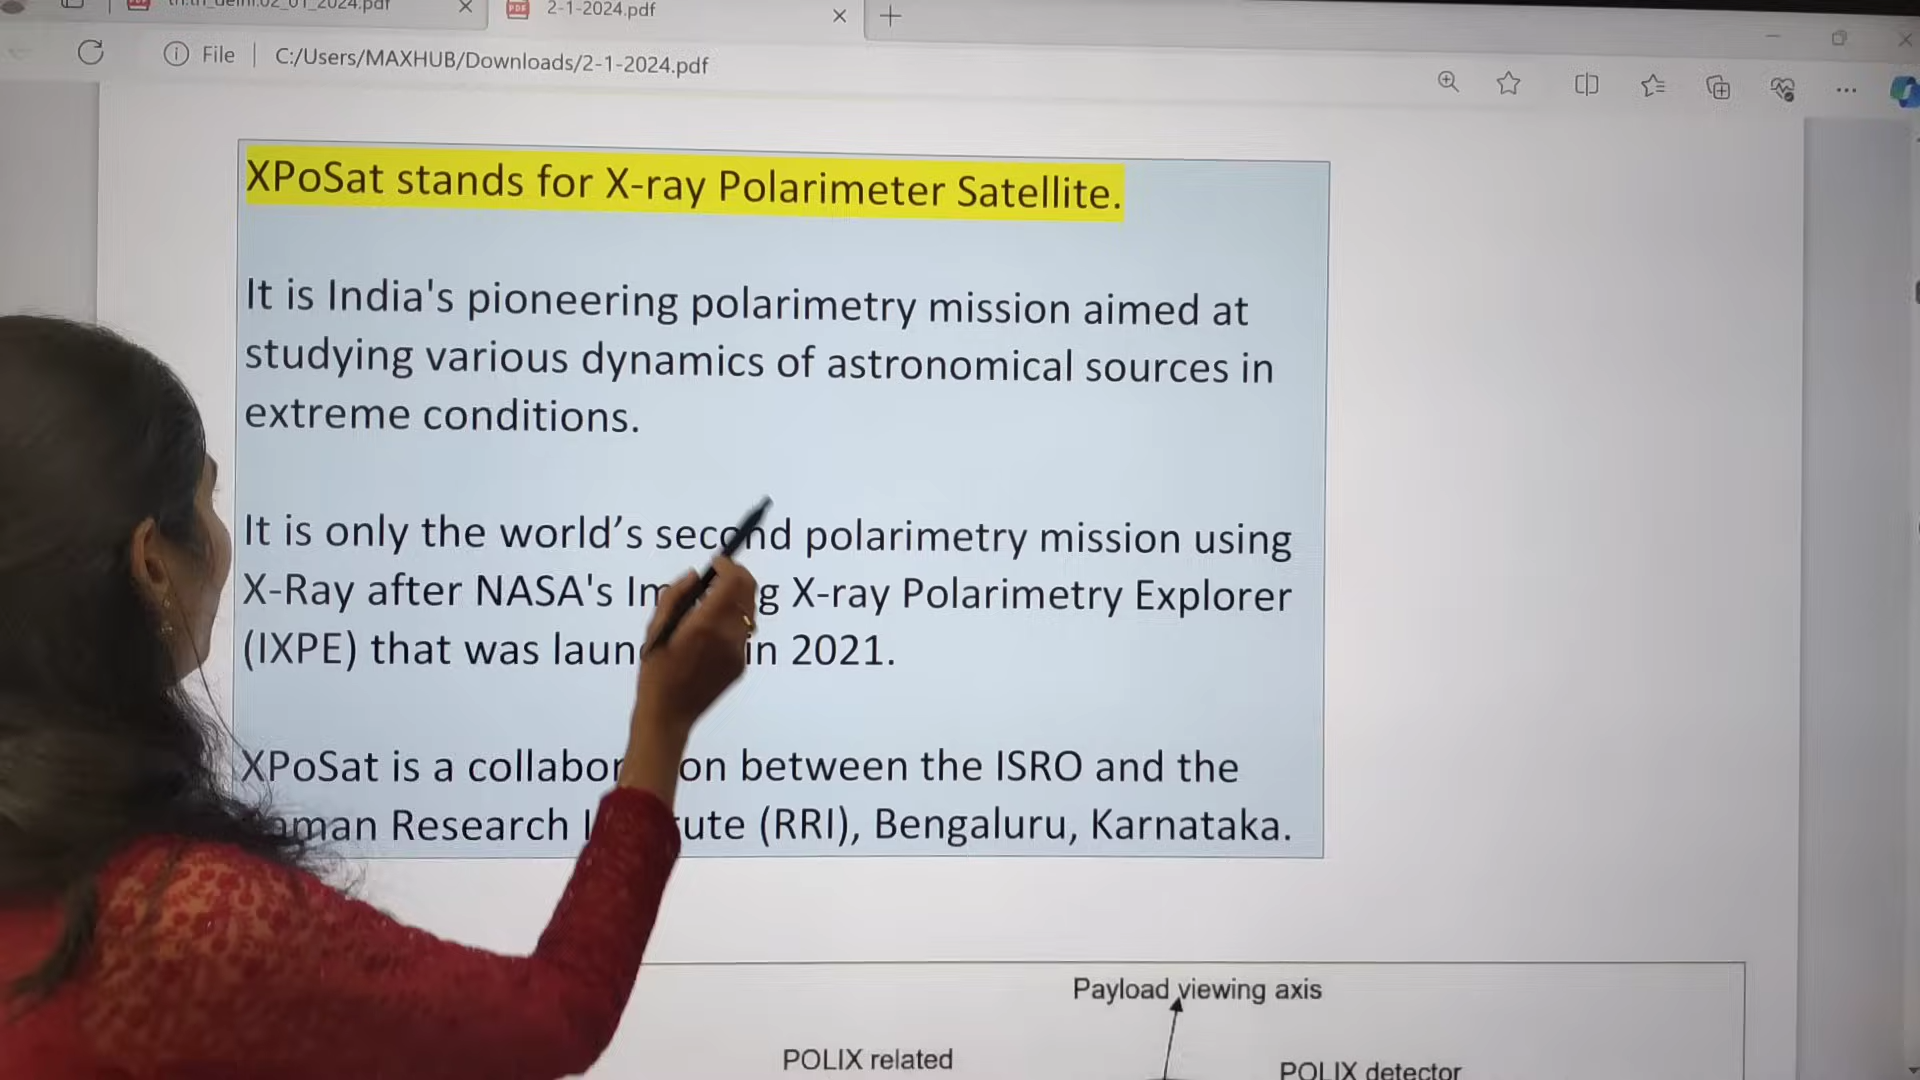 2-1-2024.pdf
File C:/Users/MAXHUB/Downloads/2-1-2024.pdf
XPoSat stands for X-ray Polarimeter Satellite.
It is India's pioneering polarimetry mission aimed at
studying various dynamics of astronomical sources in
extreme conditions.
It is only the world’s second polarimetry mission using
X-Ray after NASA's X-ray Polarimetry Explorer
(IXPE) that was in 2021.
XPoSat is a between the ISRO and the
Research (RRI), Bengaluru, Karnataka.
Payload viewing axis
POLIX related
POLIX detector